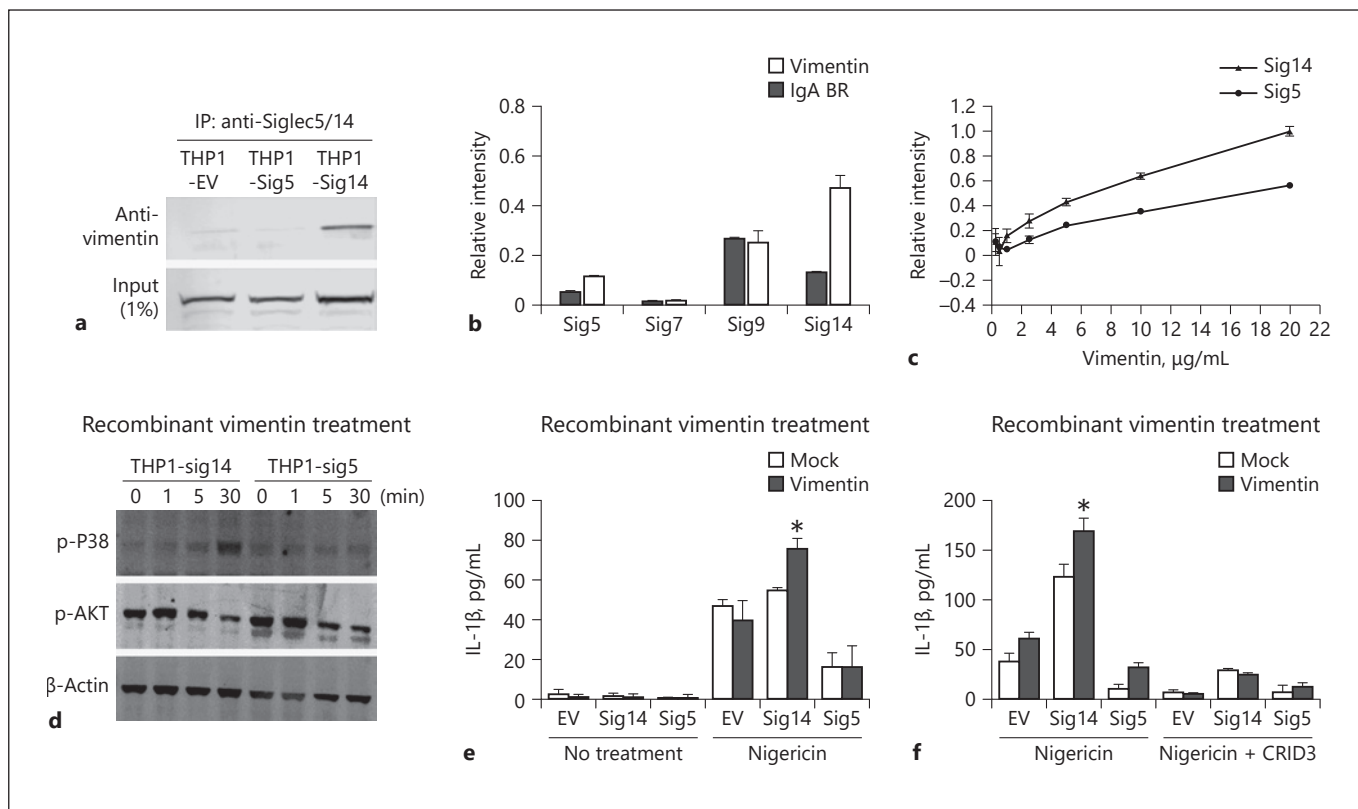 IP: anti-Siglec5/14
THP1 THP1 THP1
-EV -Sig5 -Sig14
Anti-
vimentin
Input
(1%)
a
Vimentin
IgA BR
Relative intensity
0.8
0.6
0.4
0.2
0
Sig5 Sig7 Sig9 Sig14
b
Sig14
Sig5
Relative intensity
1.2
1.0
0.8
0.6
0.4
0.2
0
−0.2
−0.4
0 2 4 6 8 10 12 14 16 18 20 22
Vimentin, µg/mL
c
Recombinant vimentin treatment
THP1-sig14 THP1-sig5
0 1 5 30 0 1 5 30 (min)
p-P38
p-AKT
β-Actin
d
Recombinant vimentin treatment
Mock
Vimentin
IL-1β, pg/mL
100
80
60
40
20
0
*
EV Sig14 Sig5 EV Sig14 Sig5
No treatment Nigericin
e
Recombinant vimentin treatment
Mock
Vimentin
IL-1β, pg/mL
200
150
100
50
0
*
EV Sig14 Sig5 EV Sig14 Sig5
Nigericin Nigericin + CRID3
f